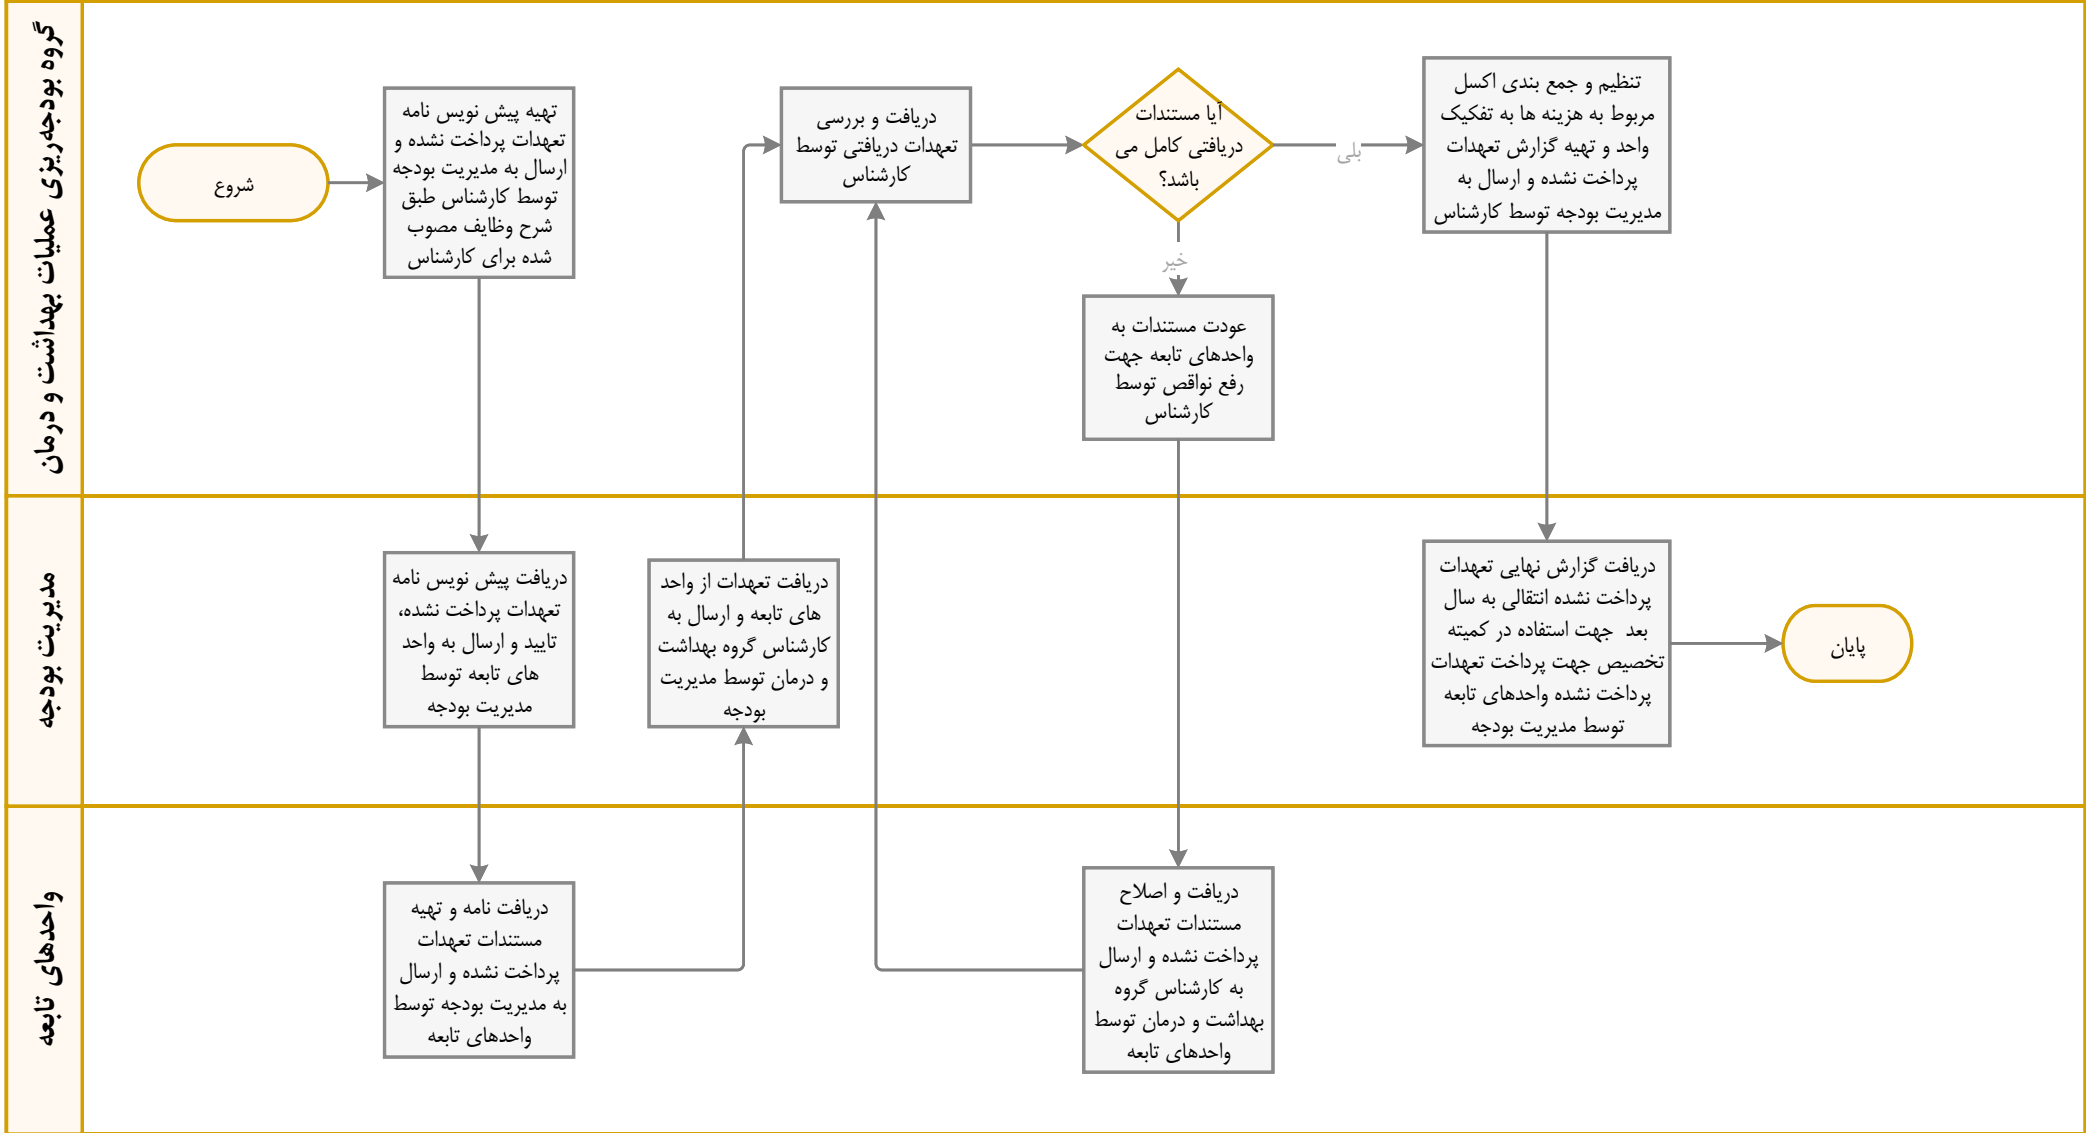 گروه بودجه ریزی عملیات بهداشت و درمان
شروع
تهیه پیش نویس نامه
تعهدات پرداخت نشده و
ارسال به مدیریت بودجه
توسط کارشناس طبق
شرح وظایف مصوب
شده برای کارشناس
دریافت و بررسی
تعهدات دریافتی توسط
کارشناس
آیا مستندات
دریافتی کامل می
باشد؟
بلی
خیر
تنظیم و جمع بندی اکسل
مربوط به هزینه ها به تفکیک
واحد و تهیه گزارش تعهدات
پرداخت نشده و ارسال به
مدیریت بودجه توسط کارشناس
عودت مستندات به
واحدهای تابعه جهت
رفع نواقص توسط
کارشناس
مدیریت بودجه
دریافت پیش نویس نامه
تعهدات پرداخت نشده،
تایید و ارسال به واحد
های تابعه توسط
مدیریت بودجه
دریافت تعهدات از واحد
های تابعه و ارسال به
کارشناس گروه بهداشت
و درمان توسط مدیریت
بودجه
دریافت گزارش نهایی تعهدات
پرداخت نشده انتقالی به سال
بعد جهت استفاده در کمیته
تخصیص جهت پرداخت تعهدات
پرداخت نشده واحدهای تابعه
توسط مدیریت بودجه
پایان
واحدهای تابعه
دریافت نامه و تهیه
مستندات تعهدات
پرداخت نشده و ارسال
به مدیریت بودجه توسط
واحدهای تابعه
دریافت و اصلاح
مستندات تعهدات
پرداخت نشده و ارسال
به کارشناس گروه
بهداشت و درمان توسط
واحدهای تابعه